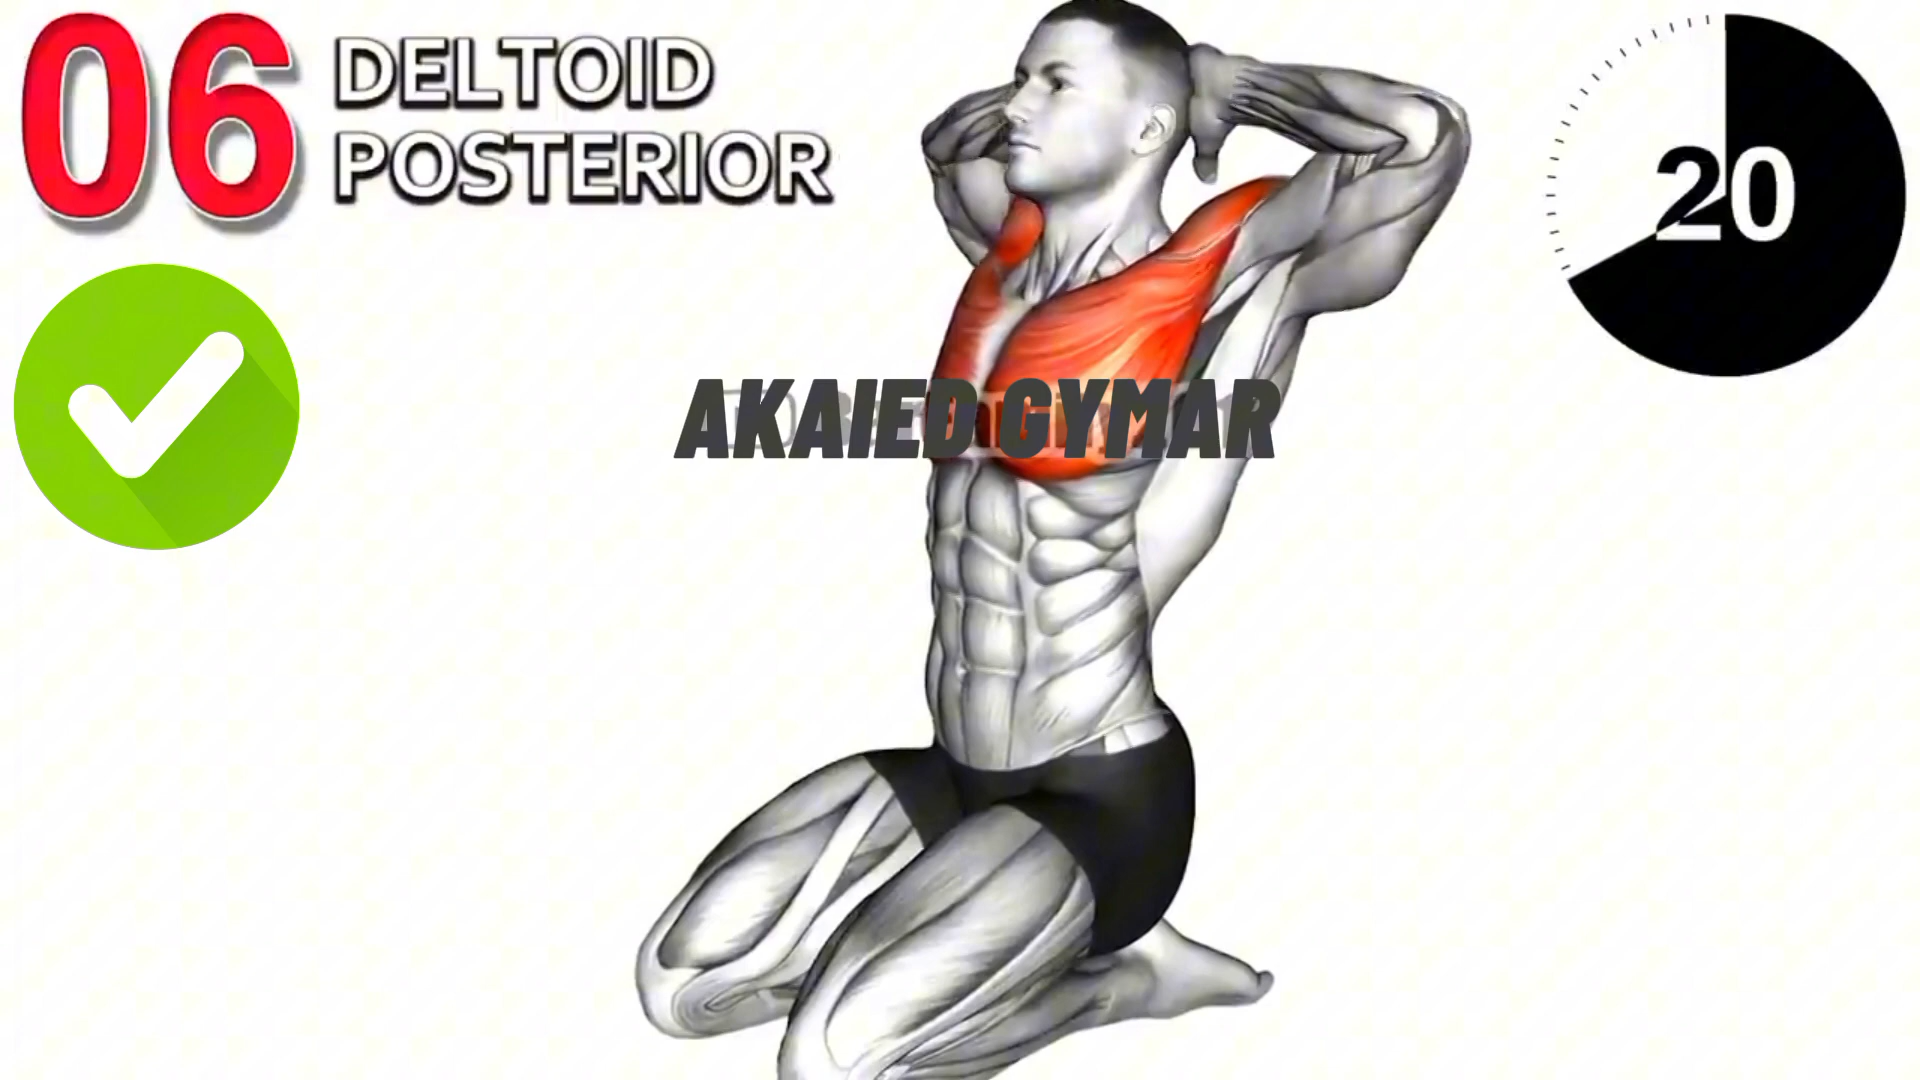 06
DELTOID
POSTERIOR
20
AKAIED GYMAR